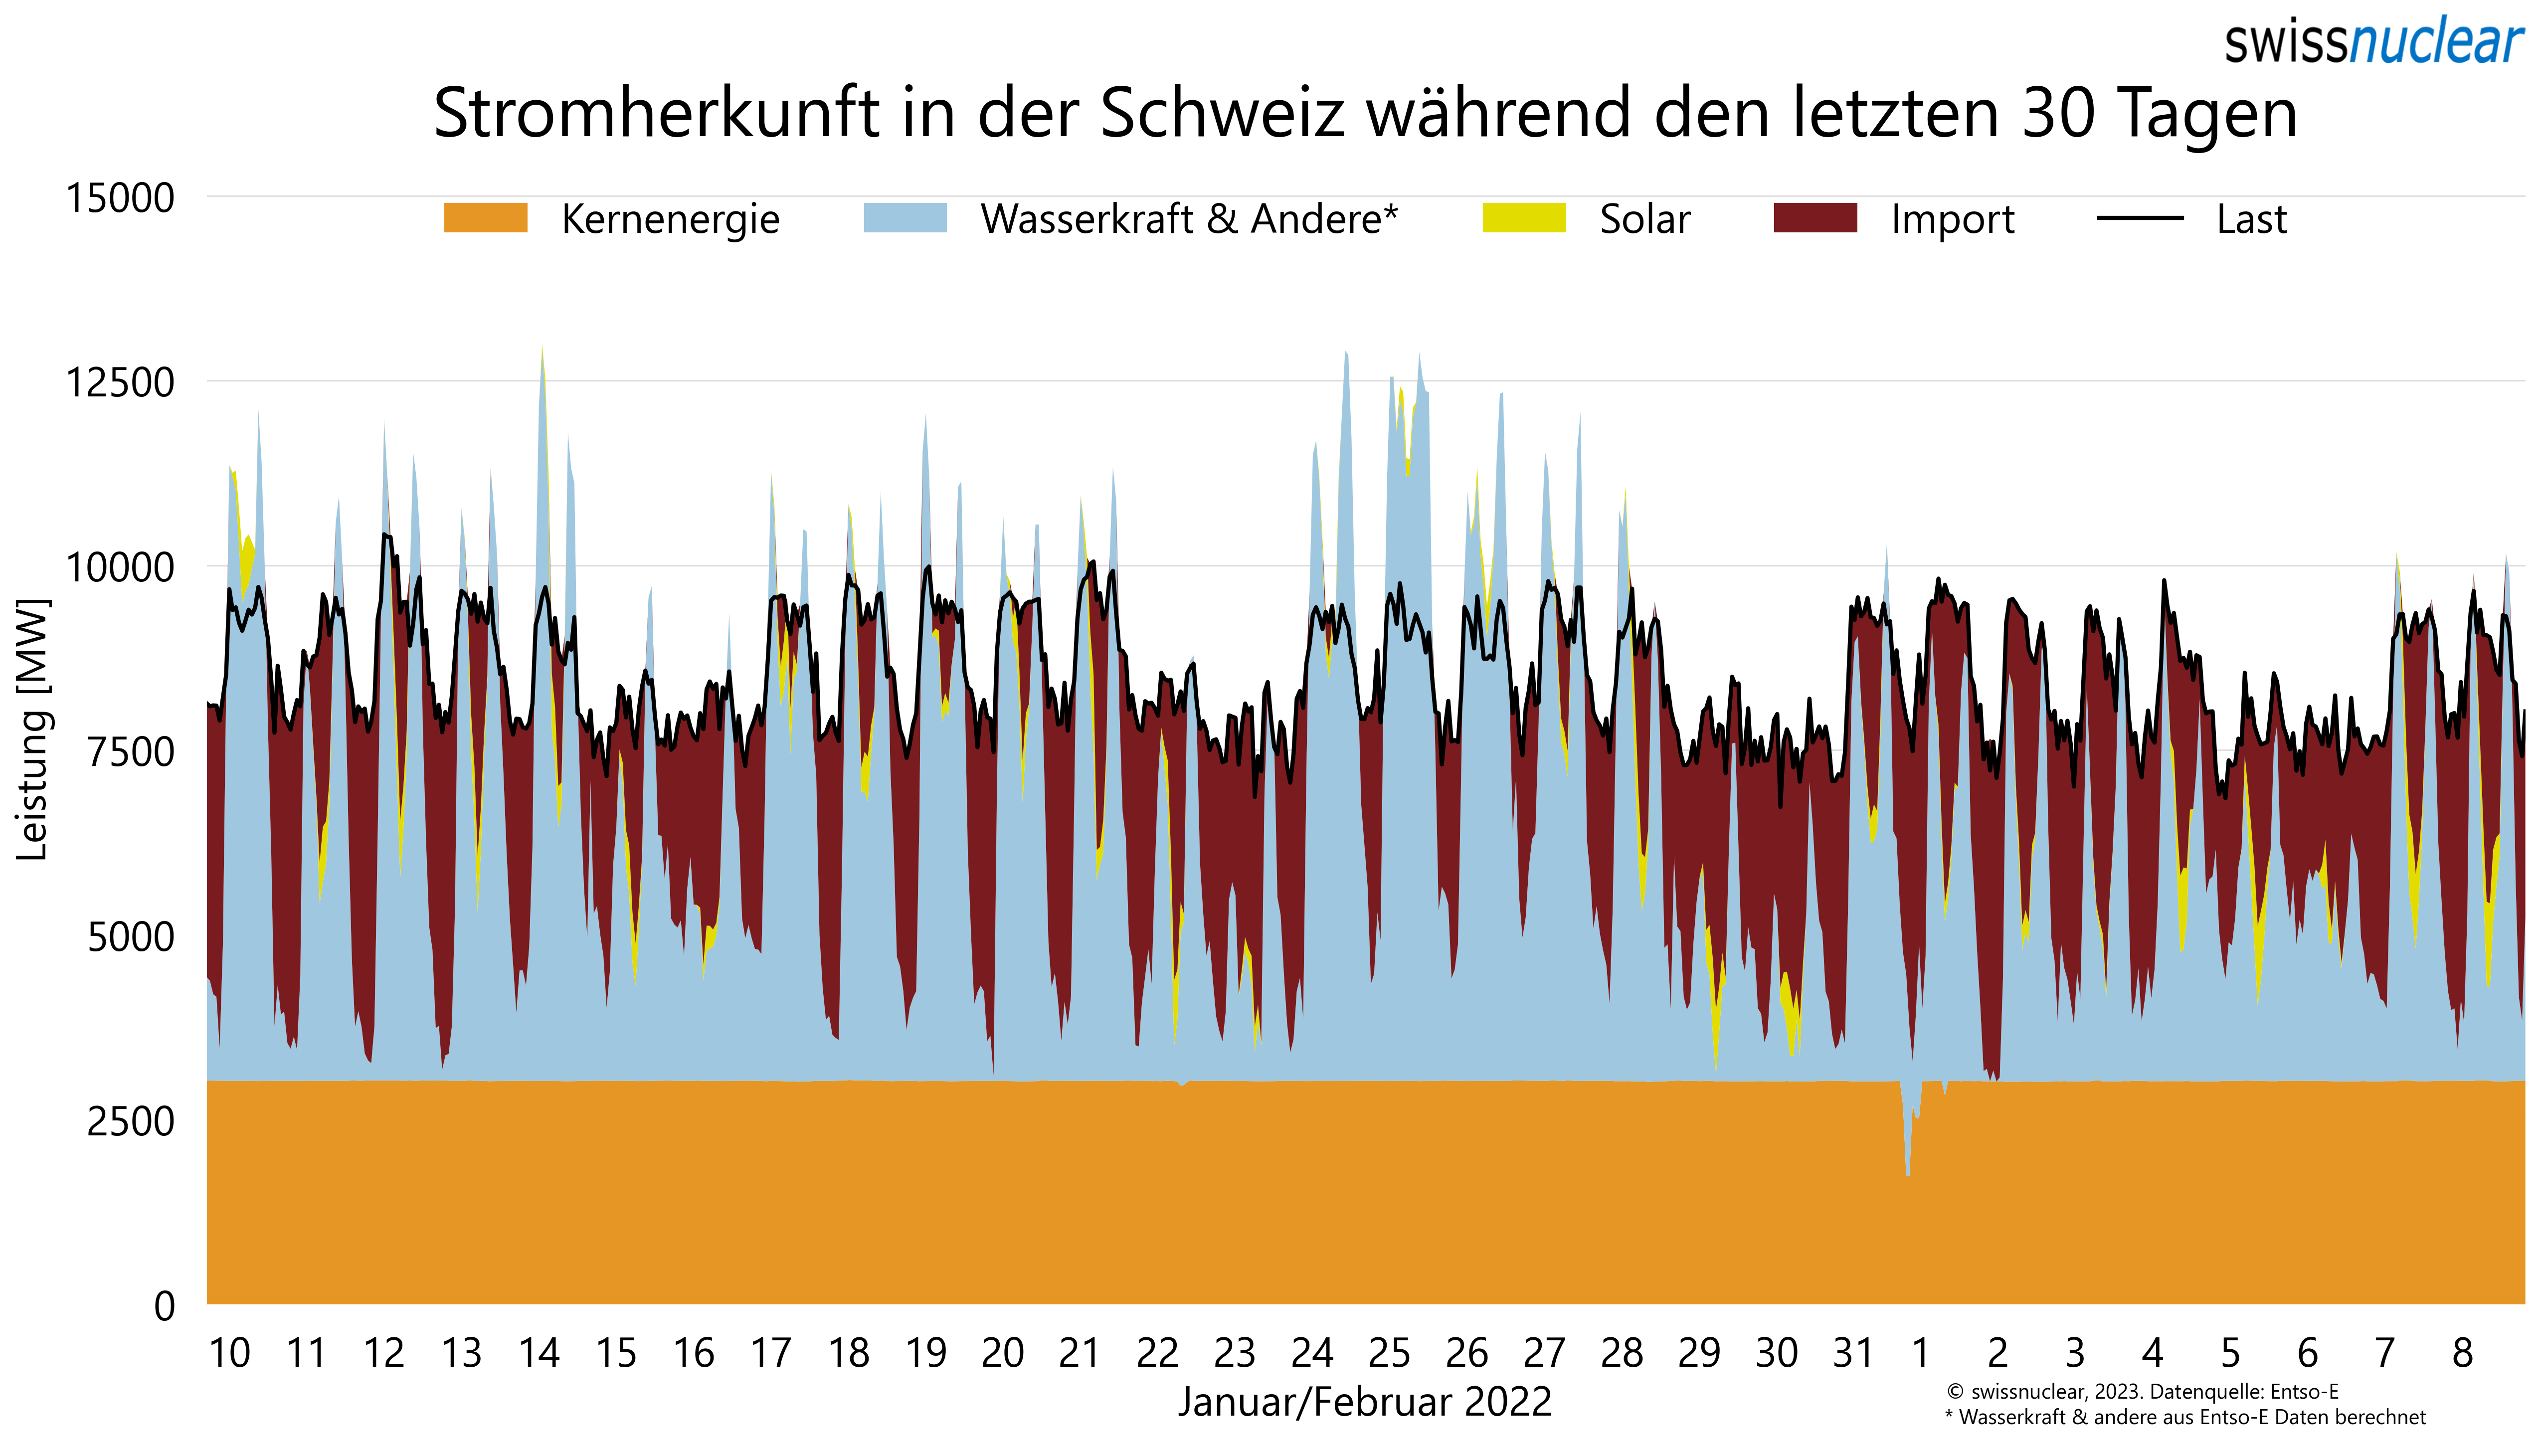 swissnuclear
Stromherkunft in der Schweiz während den letzten 30 Tagen
15000
Kernenergie Wasserkraft & Andere* Solar Import Last
12500
10000
7500
5000
2500
0
Leistung [MW]
10 11 12 13 14 15 16 17 18 19 20 21 22 23 24 25 26 27 28 29 30 31 1 2 3 4 5 6 7 8
Januar/Februar 2022
© swissnuclear, 2023. Datenquelle: Entso-E
* Wasserkraft & andere aus Entso-E Daten berechnet